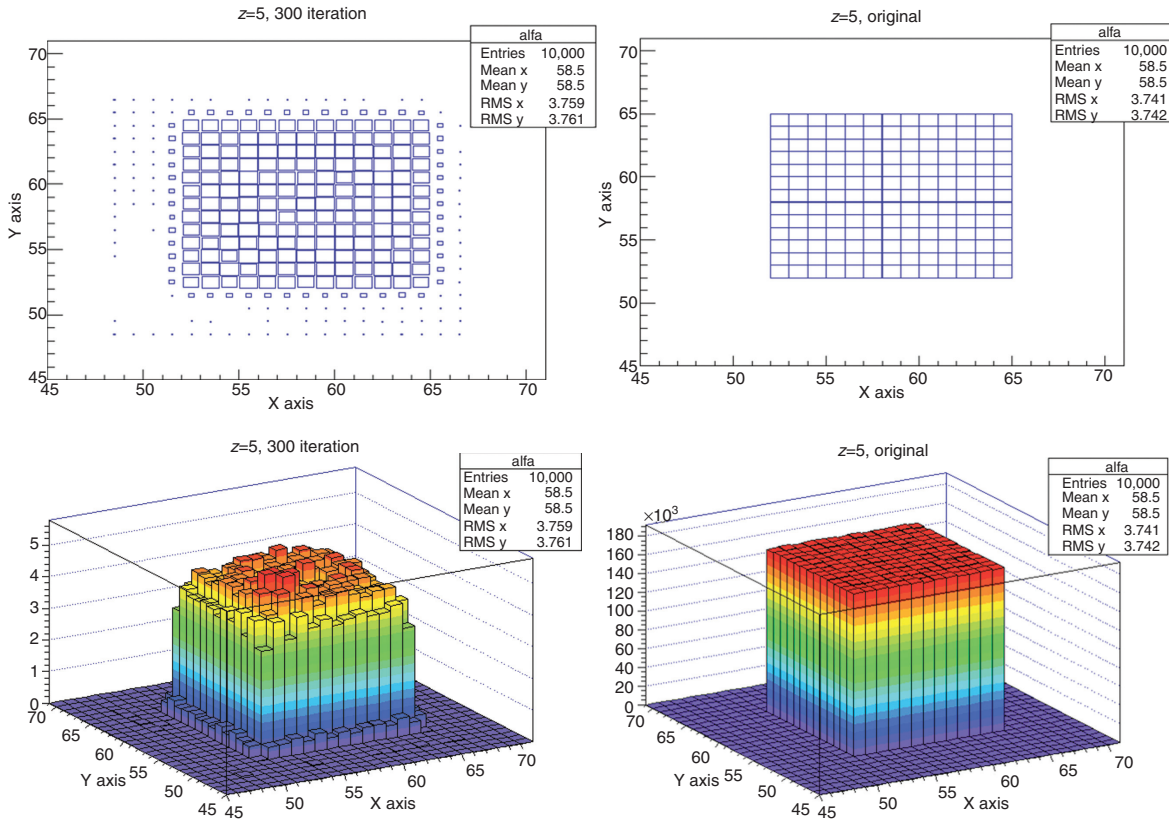 z=5, 300 iteration
alfa
Entries 10,000
Mean x 58.5
Mean y 58.5
RMS x 3.759
RMS y 3.761
70
65
60
55
50
45
Y axis
45 50 55 60 65 70
X axis
z=5, original
alfa
Entries 10,000
Mean x 58.5
Mean y 58.5
RMS x 3.741
RMS y 3.742
70
65
60
55
50
45
Y axis
45 50 55 60 65 70
X axis
z=5, 300 iteration
alfa
Entries 10,000
Mean x 58.5
Mean y 58.5
RMS x 3.759
RMS y 3.761
5
4
3
2
1
0
70
65
60
55
50
45
Y axis
45 50 55 60 65 70
X axis
z=5, original
alfa
Entries 10,000
Mean x 58.5
Mean y 58.5
RMS x 3.741
RMS y 3.742
×10³
180
160
140
120
100
80
60
40
20
0
70
65
60
55
50
45
Y axis
45 50 55 60 65 70
X axis